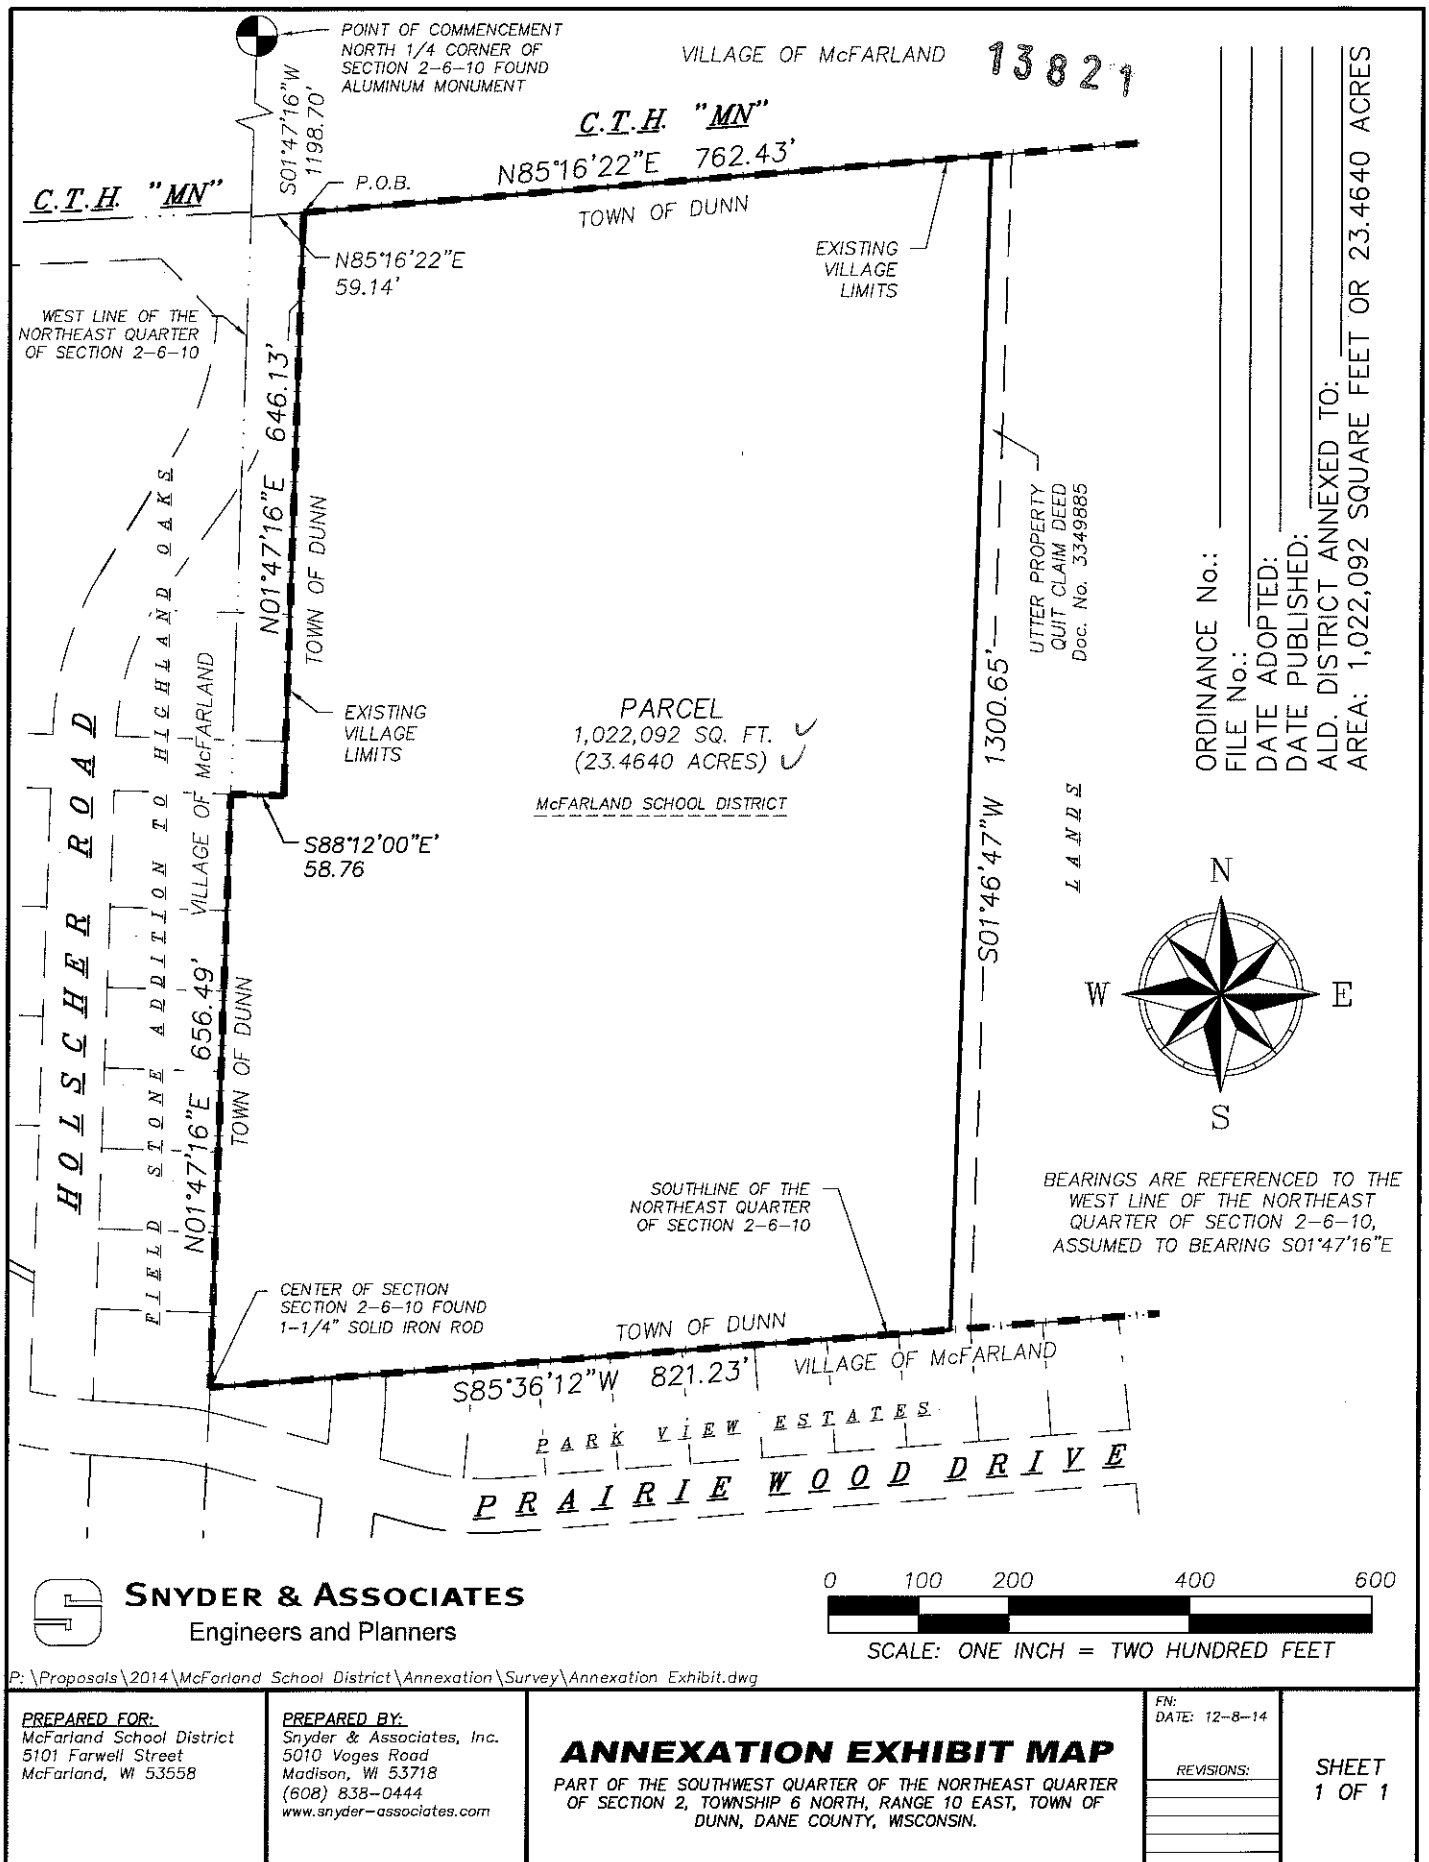 POINT OF COMMENCEMENT
NORTH 1/4 CORNER OF
SECTION 2-6-10 FOUND
ALUMINUM MONUMENT
VILLAGE OF McFARLAND
13821
S01°47'16"W
1198.70'
C.T.H. "MN"
N85°16'22"E 762.43'
C.T.H. "MN"
P.O.B.
TOWN OF DUNN
N85°16'22"E
59.14'
EXISTING
VILLAGE
LIMITS
WEST LINE OF THE
NORTHEAST QUARTER
OF SECTION 2-6-10
N01°47'16"E 646.13'
TOWN OF DUNN
UTTER PROPERTY
QUIT CLAIM DEED
Doc. No. 3349885
ORDINANCE No.:
FILE No.:
DATE ADOPTED:
DATE PUBLISHED:
ALD. DISTRICT ANNEXED TO:
AREA: 1,022,092 SQUARE FEET OR 23.4640 ACRES
EXISTING
VILLAGE
LIMITS
PARCEL
1,022,092 SQ. FT.
(23.4640 ACRES)
McFARLAND SCHOOL DISTRICT
S01°46'47"W 1300.65'
LANDS
S88°12'00"E'
58.76
HOLSCHER ROAD
FIELD STONE ADDITION TO HIGHLAND OAKS
VILLAGE OF McFARLAND
N01°47'16"E 656.49'
TOWN OF DUNN
N
W
E
S
BEARINGS ARE REFERENCED TO THE
WEST LINE OF THE NORTHEAST
QUARTER OF SECTION 2-6-10,
ASSUMED TO BEARING S01°47'16"E
SOUTHLINE OF THE
NORTHEAST QUARTER
OF SECTION 2-6-10
CENTER OF SECTION
SECTION 2-6-10 FOUND
1-1/4" SOLID IRON ROD
TOWN OF DUNN
VILLAGE OF McFARLAND
S85°36'12"W 821.23'
PARK VIEW ESTATES
PRAIRIE WOOD DRIVE
SNYDER & ASSOCIATES
Engineers and Planners
0 100 200 400 600
SCALE: ONE INCH = TWO HUNDRED FEET
P:\Proposals\2014\McFarland School District\Annexation\Survey\Annexation Exhibit.dwg
PREPARED FOR:
McFarland School District
5101 Farwell Street
McFarland, WI 53558
PREPARED BY:
Snyder & Associates, Inc.
5010 Voges Road
Madison, WI 53718
(608) 838-0444
www.snyder-associates.com
ANNEXATION EXHIBIT MAP
PART OF THE SOUTHWEST QUARTER OF THE NORTHEAST QUARTER
OF SECTION 2, TOWNSHIP 6 NORTH, RANGE 10 EAST, TOWN OF
DUNN, DANE COUNTY, WISCONSIN.
FN:
DATE: 12-8-14
REVISIONS:
SHEET
1 OF 1